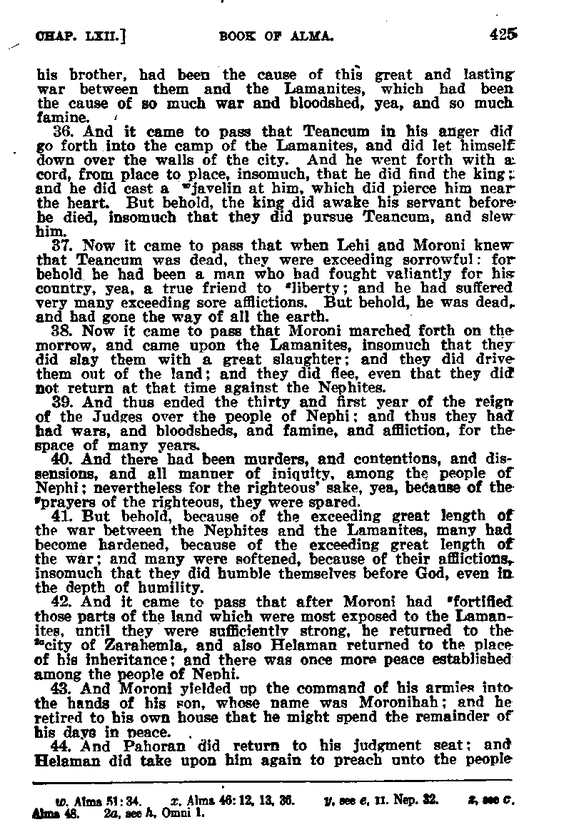 CHAP. LXII.] BOOK OF ALMA. 425
his brother, had been the cause of this great and lasting
war between them and the Lamanites, which had been
the cause of so much war and bloodshed, yea, and so much
famine.
36. And it came to pass that Teancum in his anger did
go forth into the camp of the Lamanites, and did let himself
down over the walls of the city. And he went forth with a
cord, from place to place, insomuch, that he did find the king;
and he did cast a ʷjavelin at him, which did pierce him near
the heart. But behold, the king did awake his servant before
he died, insomuch that they did pursue Teancum, and slew
him.
37. Now it came to pass that when Lehi and Moroni knew
that Teancum was dead, they were exceeding sorrowful: for
behold he had been a man who had fought valiantly for his
country, yea, a true friend to ˣliberty; and he had suffered
very many exceeding sore afflictions. But behold, he was dead,
and had gone the way of all the earth.
38. Now it came to pass that Moroni marched forth on the
morrow, and came upon the Lamanites, insomuch that they
did slay them with a great slaughter; and they did drive
them out of the land; and they did flee, even that they did
not return at that time against the Nephites.
39. And thus ended the thirty and first year of the reign
of the Judges over the people of Nephi; and thus they had
had wars, and bloodsheds, and famine, and affliction, for the
space of many years.
40. And there had been murders, and contentions, and dis-
sensions, and all manner of iniquity, among the people of
Nephi; nevertheless for the righteous' sake, yea, because of the
ʸprayers of the righteous, they were spared.
41. But behold, because of the exceeding great length of
the war between the Nephites and the Lamanites, many had
become hardened, because of the exceeding great length of
the war; and many were softened, because of their afflictions,
insomuch that they did humble themselves before God, even in
the depth of humility.
42. And it came to pass that after Moroni had ᶻfortified
those parts of the land which were most exposed to the Laman-
ites, until they were sufficiently strong, he returned to the
²ᵃcity of Zarahemla, and also Helaman returned to the place
of his inheritance; and there was once more peace established
among the people of Nephi.
43. And Moroni yielded up the command of his armies into
the hands of his son, whose name was Moronihah; and he
retired to his own house that he might spend the remainder of
his days in peace.
44. And Pahoran did return to his judgment seat; and
Helaman did take upon him again to preach unto the people
w. Alma 51:34. x. Alma 46:12, 13, 36. y, see e, II. Nep. 32. z, see c.
Alma 48. 2a, see h, Omni 1.